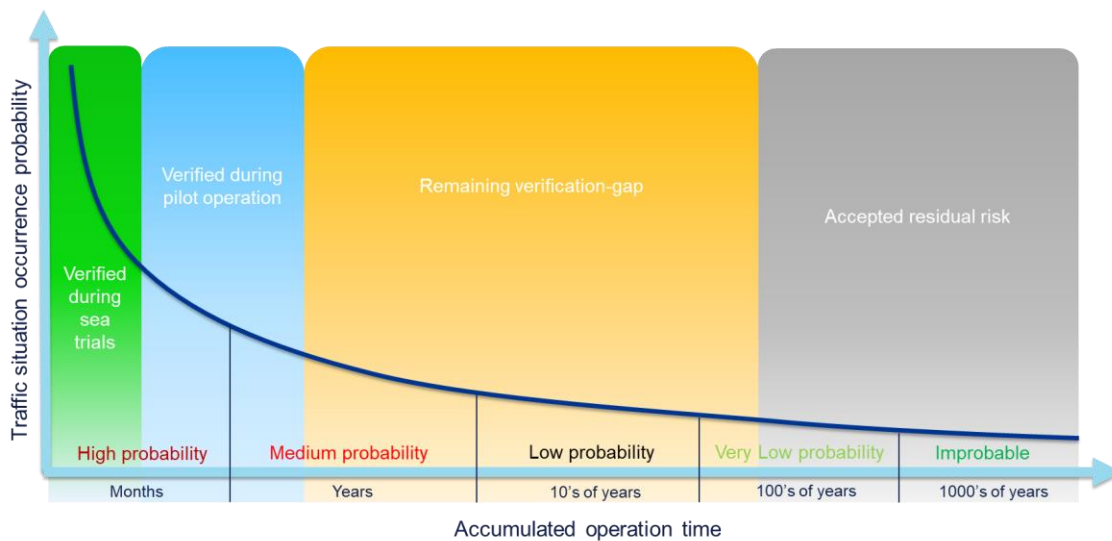 Traffic situation occurrence probability
Verified
during
sea
trials
Verified during
pilot operation
Remaining verification-gap
Accepted residual risk
High probability
Medium probability
Low probability
Very Low probability
Improbable
Months
Years
10's of years
100's of years
1000's of years
Accumulated operation time